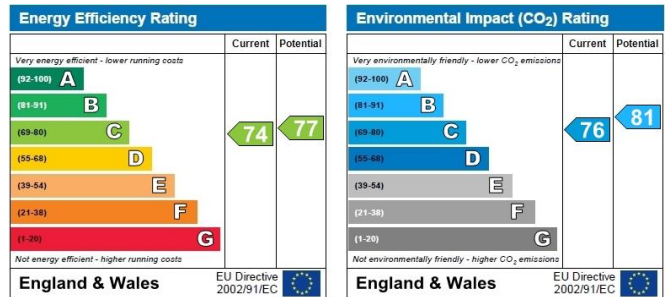 Energy Efficiency Rating
Current Potential
Very energy efficient - lower running costs
(92-100) A
(81-91) B
(69-80) C
(55-68) D
(39-54) E
(21-38) F
(1-20) G
74
77
Not energy efficient - higher running costs
England & Wales
EU Directive
2002/91/EC
Environmental Impact (CO₂) Rating
Current Potential
Very environmentally friendly - lower CO₂ emissions
(92-100) A
(81-91) B
(69-80) C
(55-68) D
(39-54) E
(21-38) F
(1-20) G
76
81
Not environmentally friendly - higher CO₂ emissions
England & Wales
EU Directive
2002/91/EC